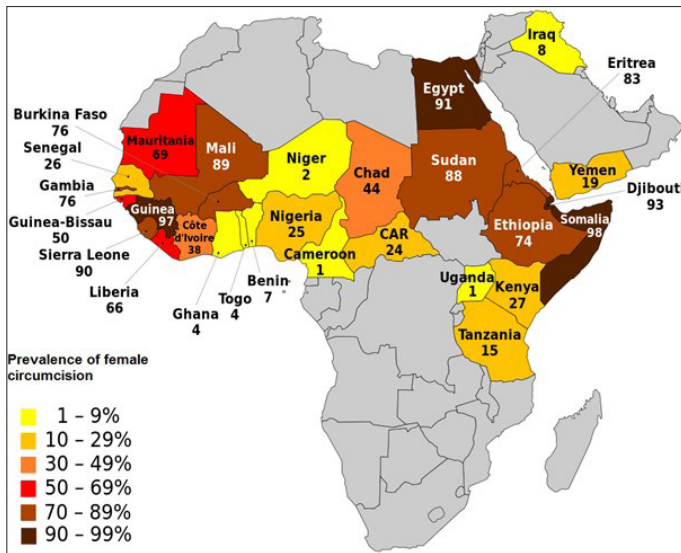 Iraq
8
Eritrea
83
Egypt
91
Burkina Faso
76
Senegal
26
Mauritania
69
Mali
89
Niger
2
Chad
44
Sudan
88
Yemen
19
Djibouti
93
Gambia
76
Guinea
97
Guinea-Bissau
50
Côte
d'Ivoire
38
Nigeria
25
CAR
24
Ethiopia
74
Somalia
98
Sierra Leone
90
Cameroon
1
Benin
7
Togo
4
Ghana
4
Liberia
66
Uganda
1
Kenya
27
Tanzania
15
Prevalence of female
circumcision
1 – 9%
10 – 29%
30 – 49%
50 – 69%
70 – 89%
90 – 99%